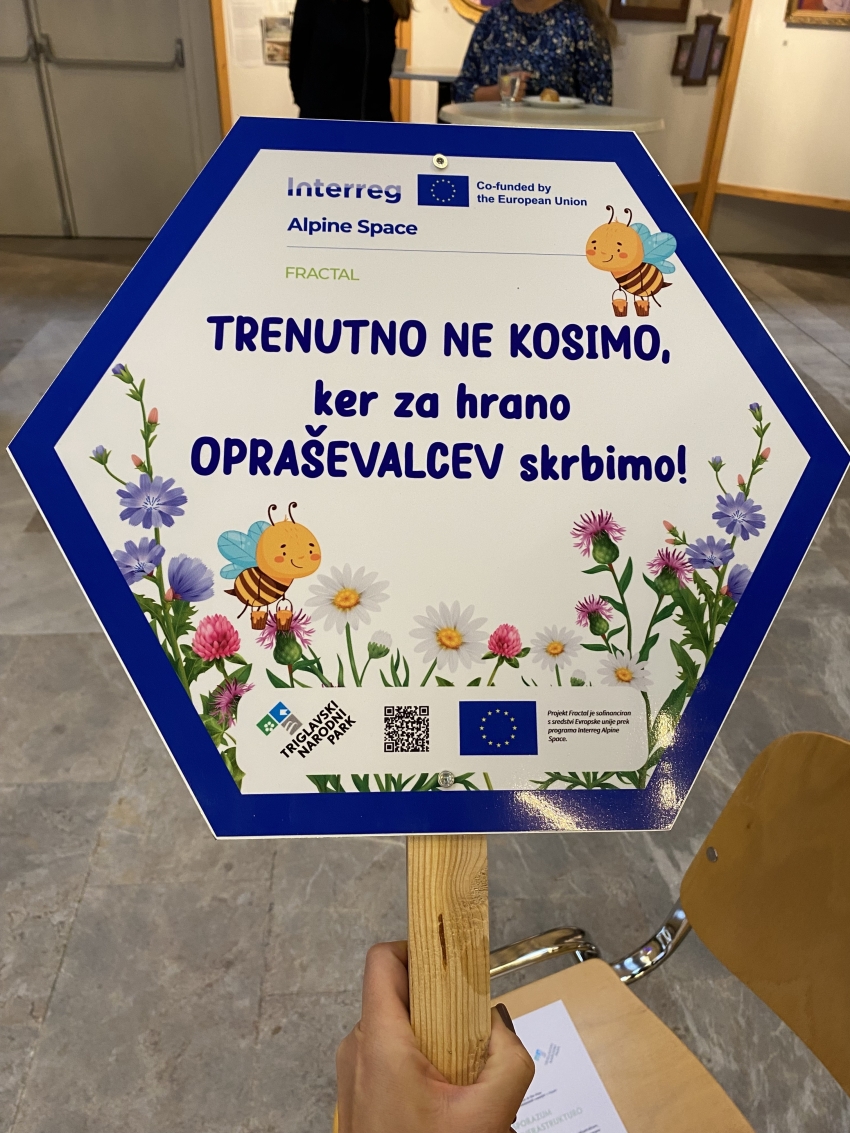 Interreg
Co-funded by
the European Union
Alpine Space
FRACTAL
TRENUTNO NE KOSIMO,
ker za hrano
OPRAŠEVALCEV skrbimo!
TRIGLAVSKI
NARODNI
PARK
Projekt Fractal je sofinanciran
s sredstvi Evropske unije prek
programa Interreg Alpine
Space.